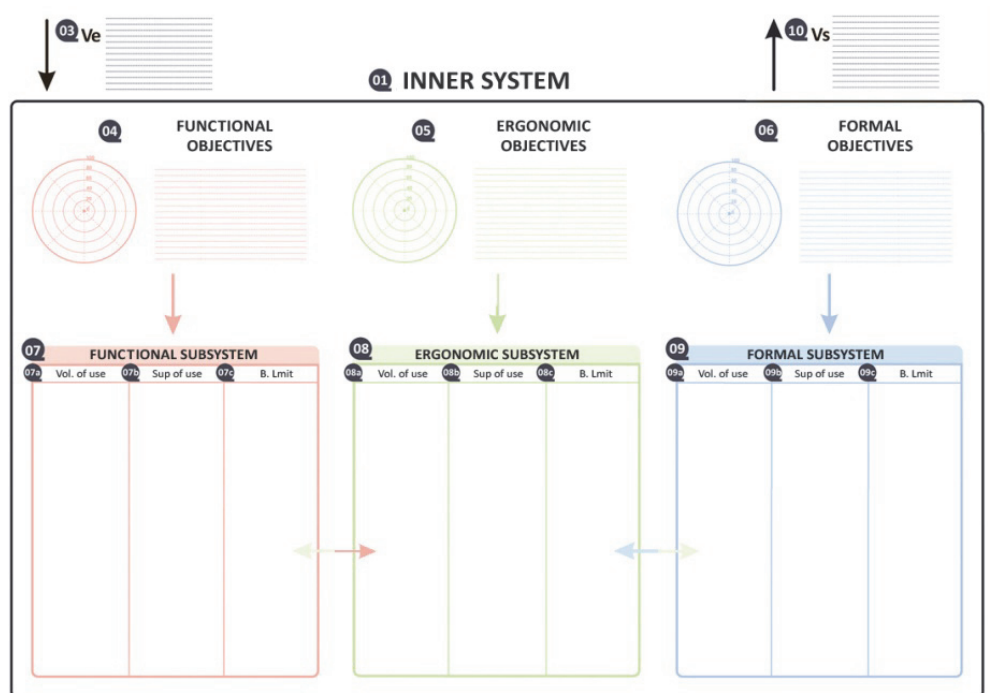 03 Ve
10 Vs
01 INNER SYSTEM
04 FUNCTIONAL
OBJECTIVES
05 ERGONOMIC
OBJECTIVES
06 FORMAL
OBJECTIVES
07 FUNCTIONAL SUBSYSTEM
07a Vol. of use 07b Sup of use 07c B. Lmit
08 ERGONOMIC SUBSYSTEM
08a Vol. of use 08b Sup of use 08c B. Lmit
09 FORMAL SUBSYSTEM
09a Vol. of use 09b Sup of use 09c B. Lmit